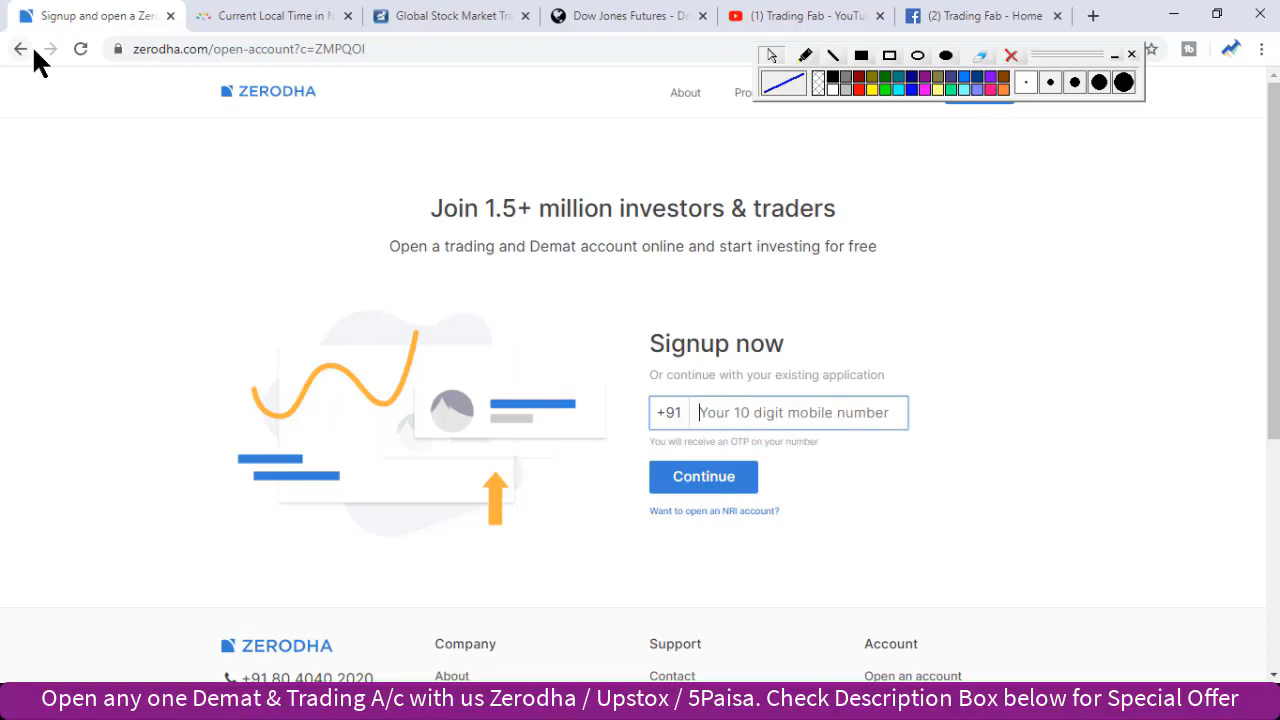 Signup and open a Zer
Current Local Time in N
Global Stock Market Tra
Dow Jones Futures - Do
(1) Trading Fab - YouTu
(2) Trading Fab - Home
zerodha.com/open-account?c=ZMPQOI
ZERODHA
About
Pro
Join 1.5+ million investors & traders
Open a trading and Demat account online and start investing for free
Signup now
Or continue with your existing application
+91 Your 10 digit mobile number
You will receive an OTP on your number
Continue
Want to open an NRI account?
ZERODHA
Company
Support
Account
+91 80 4040 2020
About
Contact
Open an account
Open any one Demat & Trading A/c with us Zerodha / Upstox / 5Paisa. Check Description Box below for Special Offer